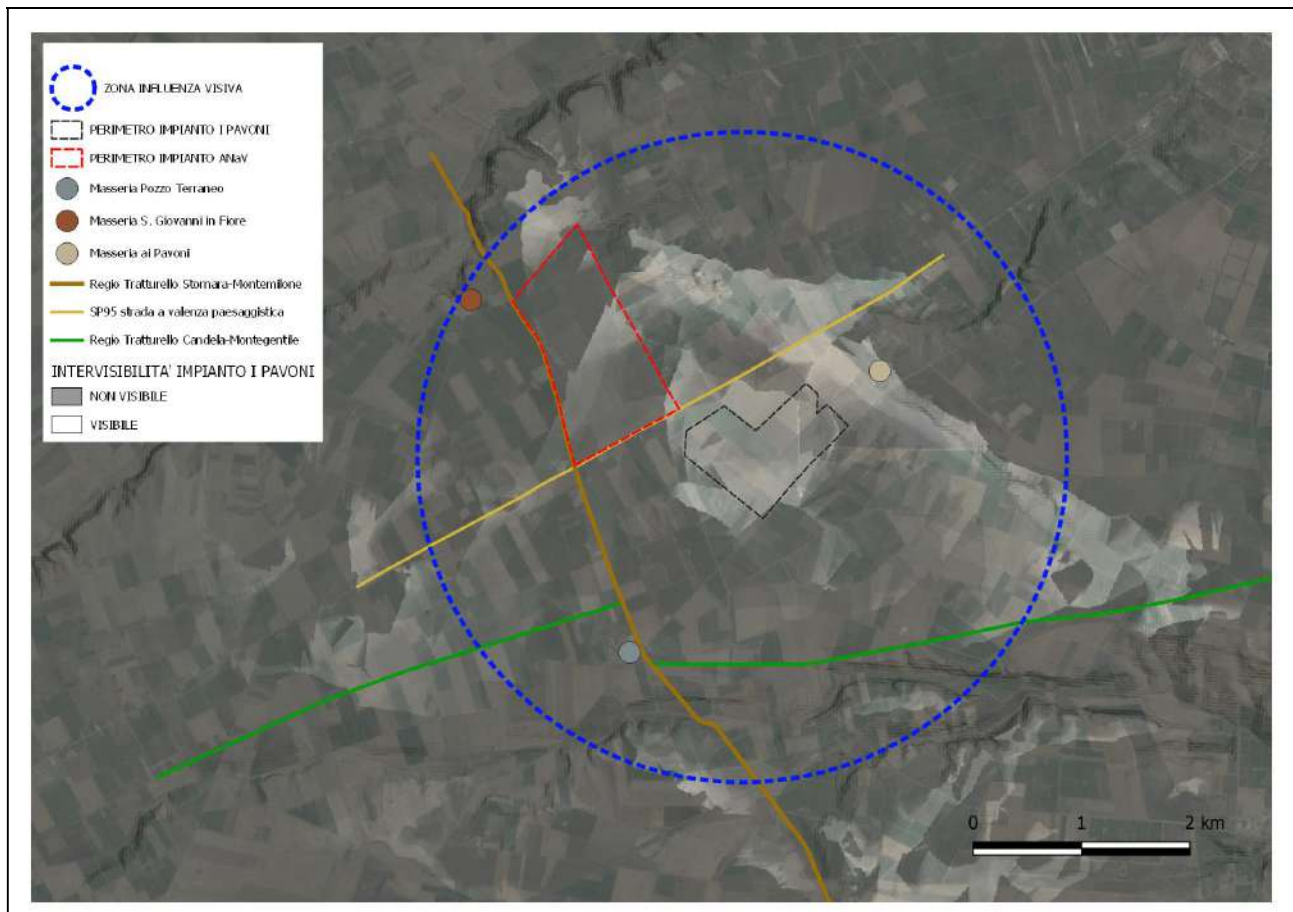 ZONA INFLUENZA VISIVA
PERIMETRO IMPIANTO I PAVONI
PERIMETRO IMPIANTO ANaV
Masseria Pozzo Terraneo
Masseria S. Giovanni in Fiore
Masseria ai Pavoni
Regio Tratturello Stornara-Montemilone
SP95 strada a valenza paesaggistica
Regio Tratturello Candela-Montegentile
INTERVISIBILITA' IMPIANTO I PAVONI
NON VISIBILE
VISIBILE
0 1 2 km